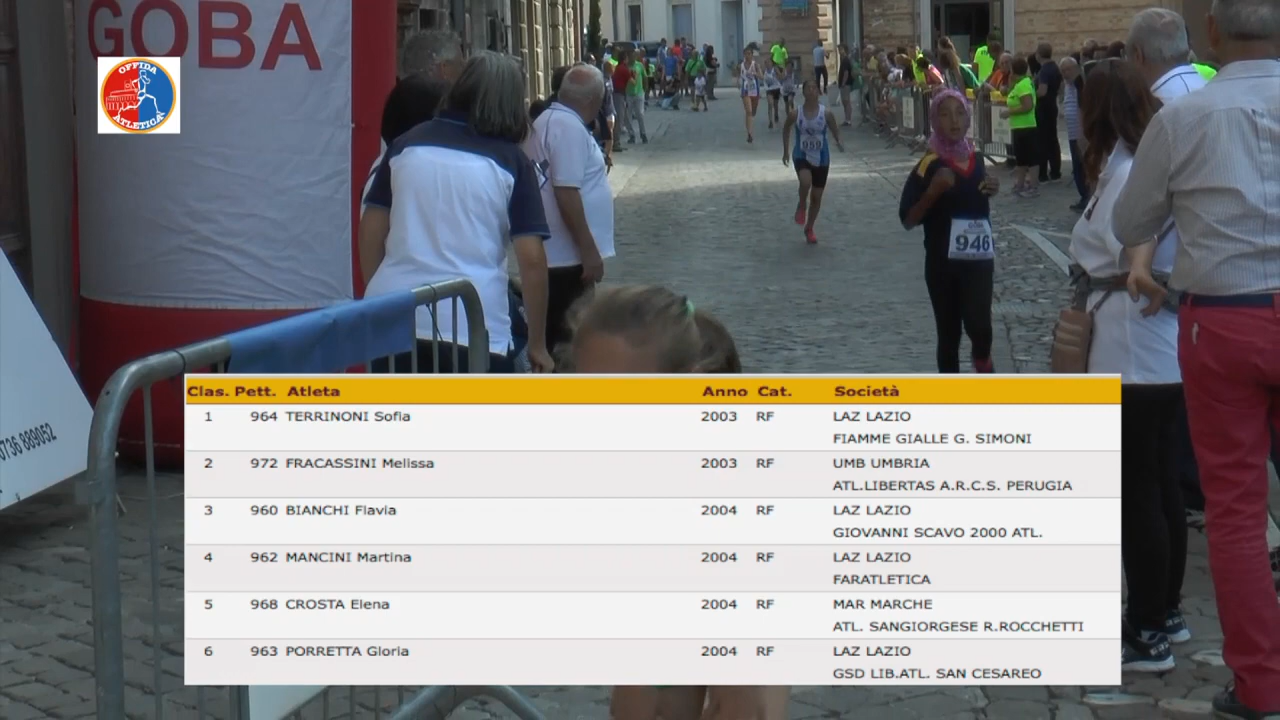 GOBA
OFFIDA
ATLETICA
959
946
0736 889052
Clas. Pett. Atleta Anno Cat. Società
1 964 TERRINONI Sofia 2003 RF LAZ LAZIO
FIAMME GIALLE G. SIMONI
2 972 FRACASSINI Melissa 2003 RF UMB UMBRIA
ATL.LIBERTAS A.R.C.S. PERUGIA
3 960 BIANCHI Flavia 2004 RF LAZ LAZIO
GIOVANNI SCAVO 2000 ATL.
4 962 MANCINI Martina 2004 RF LAZ LAZIO
FARATLETICA
5 968 CROSTA Elena 2004 RF MAR MARCHE
ATL. SANGIORGESE R.ROCCHETTI
6 963 PORRETTA Gloria 2004 RF LAZ LAZIO
GSD LIB.ATL. SAN CESAREO